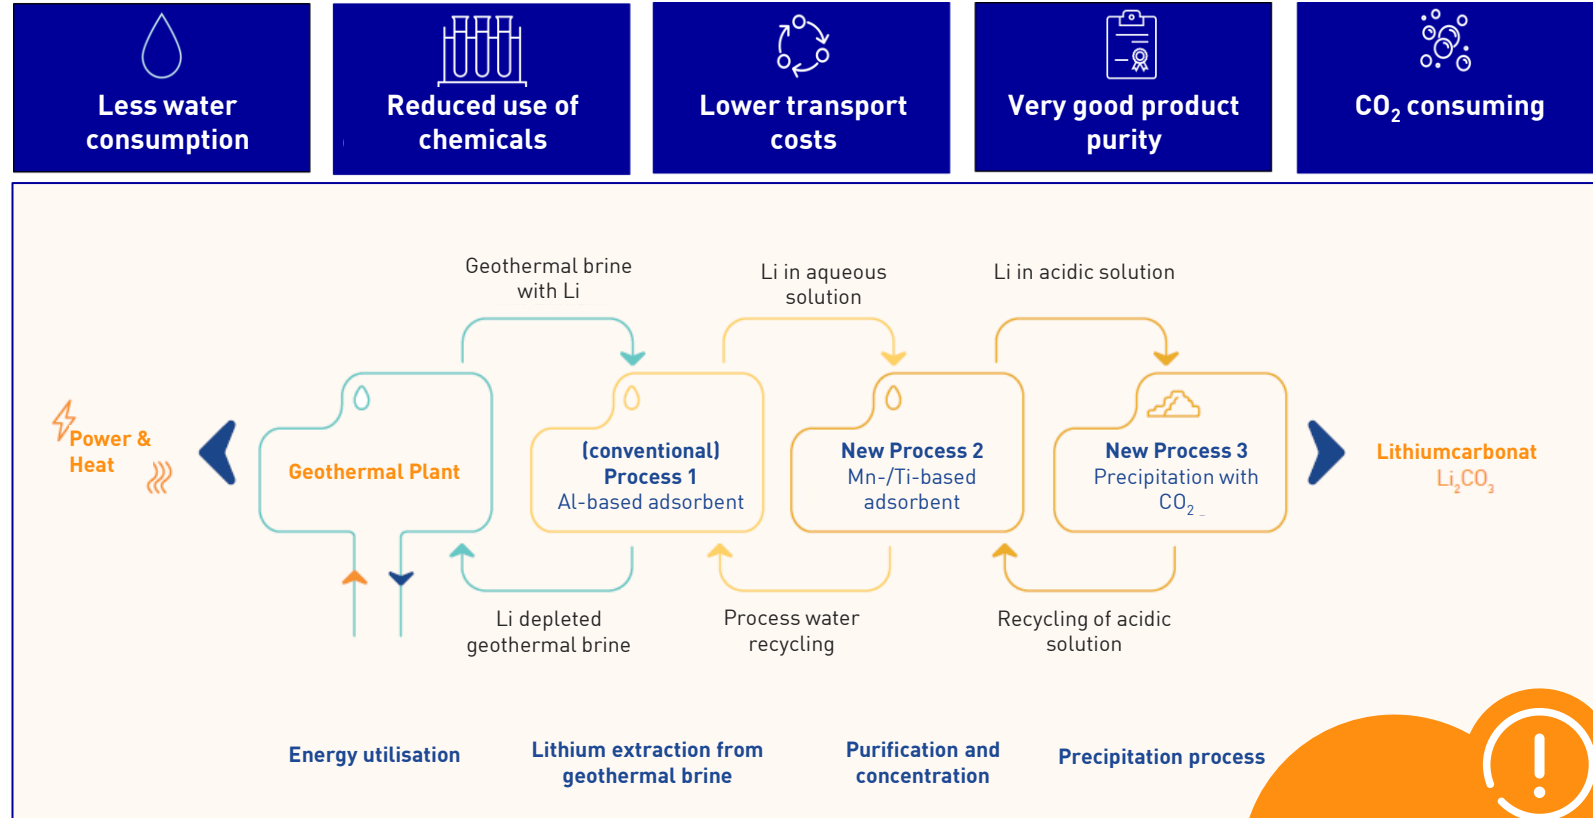 Less water
consumption
Reduced use of
chemicals
Lower transport
costs
Very good product
purity
CO₂ consuming
Geothermal brine
with Li
Li in aqueous
solution
Li in acidic solution
Power &
Heat
Geothermal Plant
(conventional)
Process 1
Al-based adsorbent
New Process 2
Mn-/Ti-based
adsorbent
New Process 3
Precipitation with
CO₂ _
Lithiumcarbonat
Li₂CO₃
Li depleted
geothermal brine
Process water
recycling
Recycling of acidic
solution
Energy utilisation
Lithium extraction from
geothermal brine
Purification and
concentration
Precipitation process